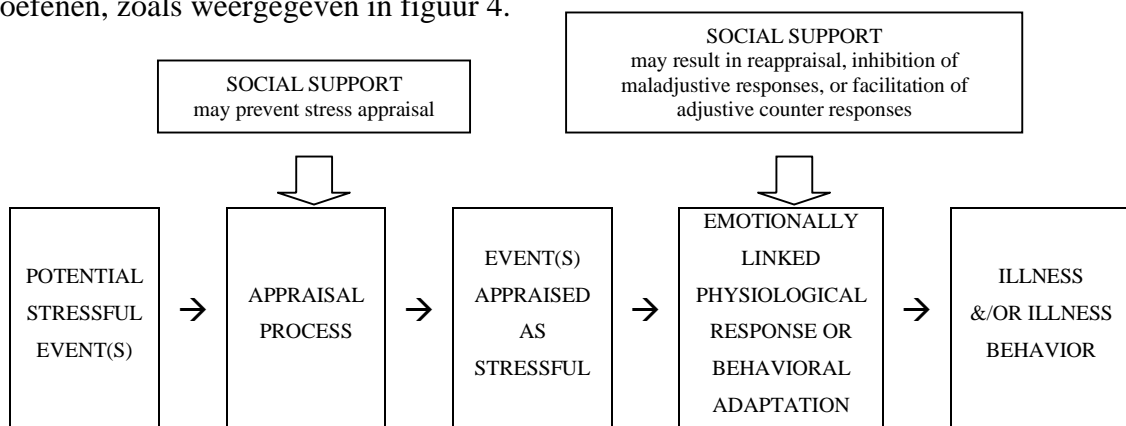 oefenen, zoals weergegeven in figuur 4.
SOCIAL SUPPORT
may prevent stress appraisal
SOCIAL SUPPORT
may result in reappraisal, inhibition of
maladjustive responses, or facilitation of
adjustive counter responses
POTENTIAL
STRESSFUL
EVENT(S)
→
APPRAISAL
PROCESS
→
EVENT(S)
APPRAISED
AS
STRESSFUL
→
EMOTIONALLY
LINKED
PHYSIOLOGICAL
RESPONSE OR
BEHAVIORAL
ADAPTATION
→
ILLNESS
&/OR ILLNESS
BEHAVIOR